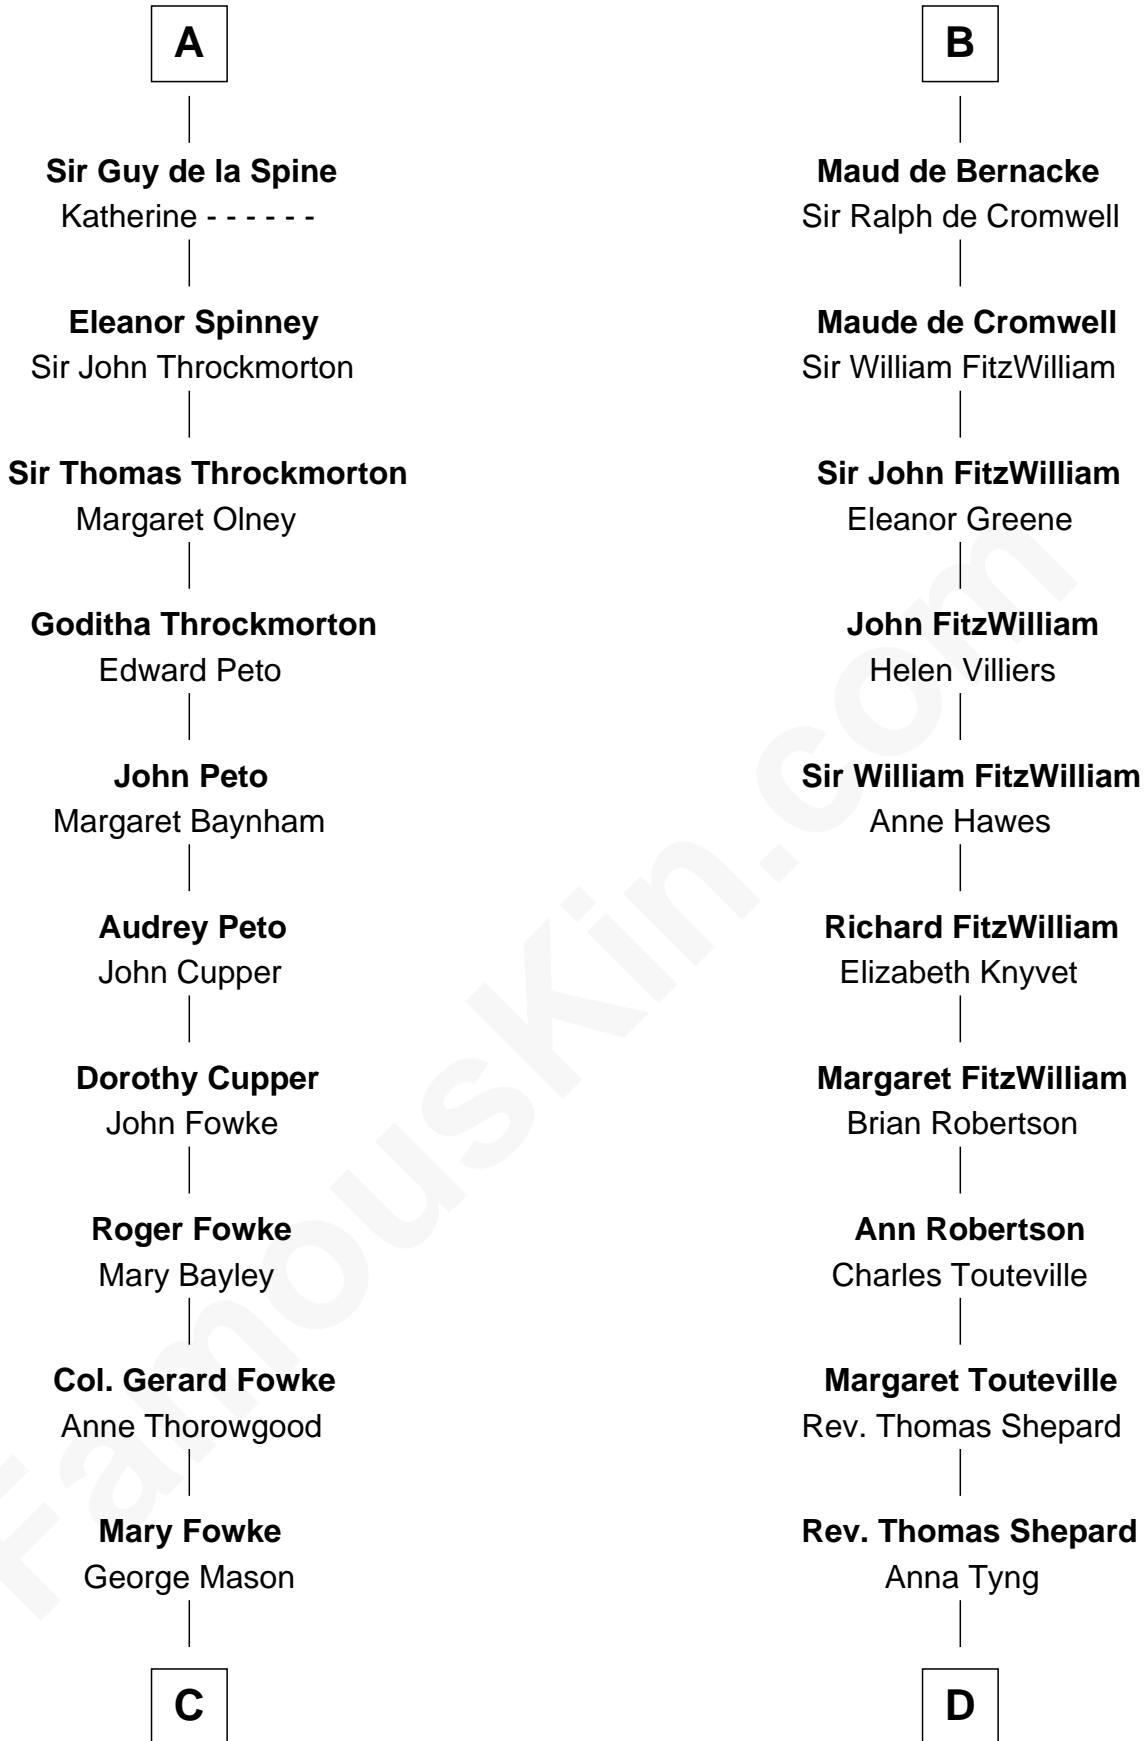 A
Sir Guy de la Spine
Katherine - - - - - -
Eleanor Spinney
Sir John Throckmorton
Sir Thomas Throckmorton
Margaret Olney
Goditha Throckmorton
Edward Peto
John Peto
Margaret Baynham
Audrey Peto
John Cupper
Dorothy Cupper
John Fowke
Roger Fowke
Mary Bayley
Col. Gerard Fowke
Anne Thorowgood
Mary Fowke
George Mason
C
B
Maud de Bernacke
Sir Ralph de Cromwell
Maude de Cromwell
Sir William FitzWilliam
Sir John FitzWilliam
Eleanor Greene
John FitzWilliam
Helen Villiers
Sir William FitzWilliam
Anne Hawes
Richard FitzWilliam
Elizabeth Knyvet
Margaret FitzWilliam
Brian Robertson
Ann Robertson
Charles Touteville
Margaret Touteville
Rev. Thomas Shepard
Rev. Thomas Shepard
Anna Tyng
D
FamousKin.com